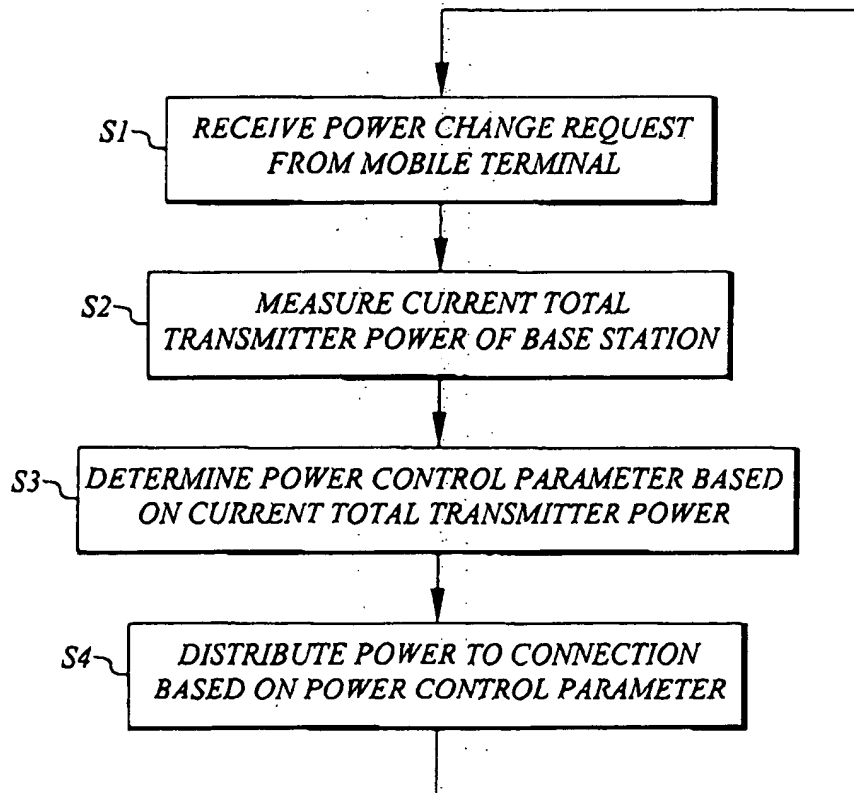 S1
RECEIVE POWER CHANGE REQUEST
FROM MOBILE TERMINAL
S2
MEASURE CURRENT TOTAL
TRANSMITTER POWER OF BASE STATION
S3
DETERMINE POWER CONTROL PARAMETER BASED
ON CURRENT TOTAL TRANSMITTER POWER
S4
DISTRIBUTE POWER TO CONNECTION
BASED ON POWER CONTROL PARAMETER